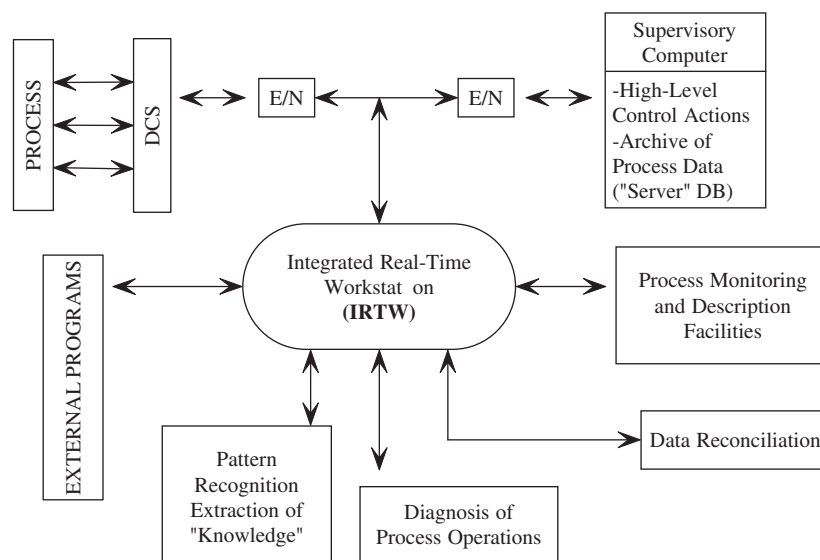 PROCESS
DCS
E/N
E/N
Supervisory
Computer
-High-Level
Control Actions
-Archive of
Process Data
("Server" DB)
Integrated Real-Time
Workstat on
(IRTW)
EXTERNAL PROGRAMS
Process Monitoring
and Description
Facilities
Data Reconciliation
Pattern
Recognition
Extraction of
"Knowledge"
Diagnosis of
Process Operations